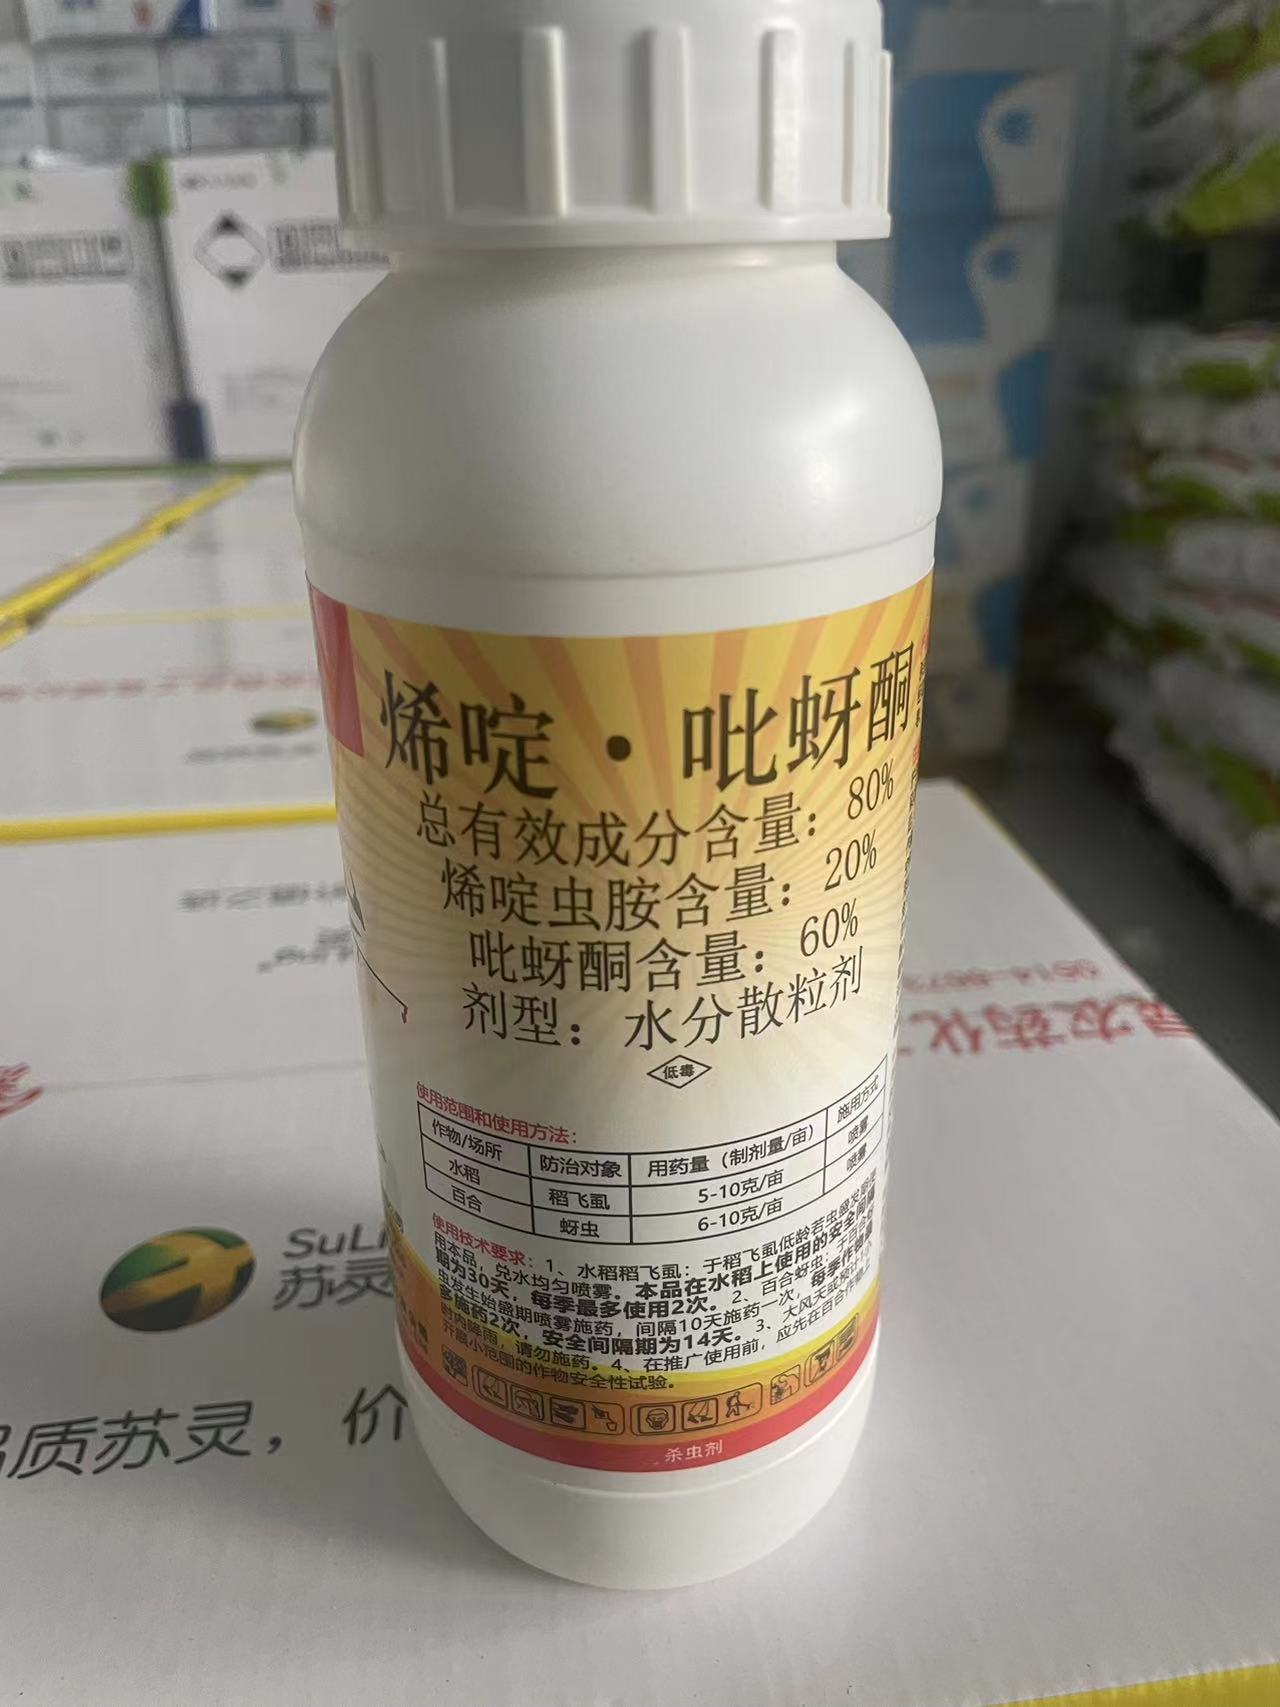 烯啶·吡蚜酮
总有效成分含量：80%
烯啶虫胺含量：20%
吡蚜酮含量：60%
剂型：水分散粒剂
低毒
使用范围和使用方法：
作物/场所 防治对象 用药量（制剂量/亩） 施用方式
水稻 稻飞虱 5-10克/亩 喷雾
百合 蚜虫 6-10克/亩 喷雾
使用技术要求：1、水稻稻飞虱：于稻飞虱低龄若虫
用本品，兑水均匀喷雾。本品在水稻上使用的安全间隔
期为30天，每季最多使用2次。2、百合蚜虫：于百合蚜
虫发生始盛期喷雾施药，间隔10天施药一次，每季作物最
多施药2次，安全间隔期为14天。3、大风天或预计1小
时内降雨，请勿施药。4、在推广使用前，应先在百合作物上
开展小范围的作物安全性试验。
杀虫剂
SuLi
苏灵
质苏灵，价
农药化